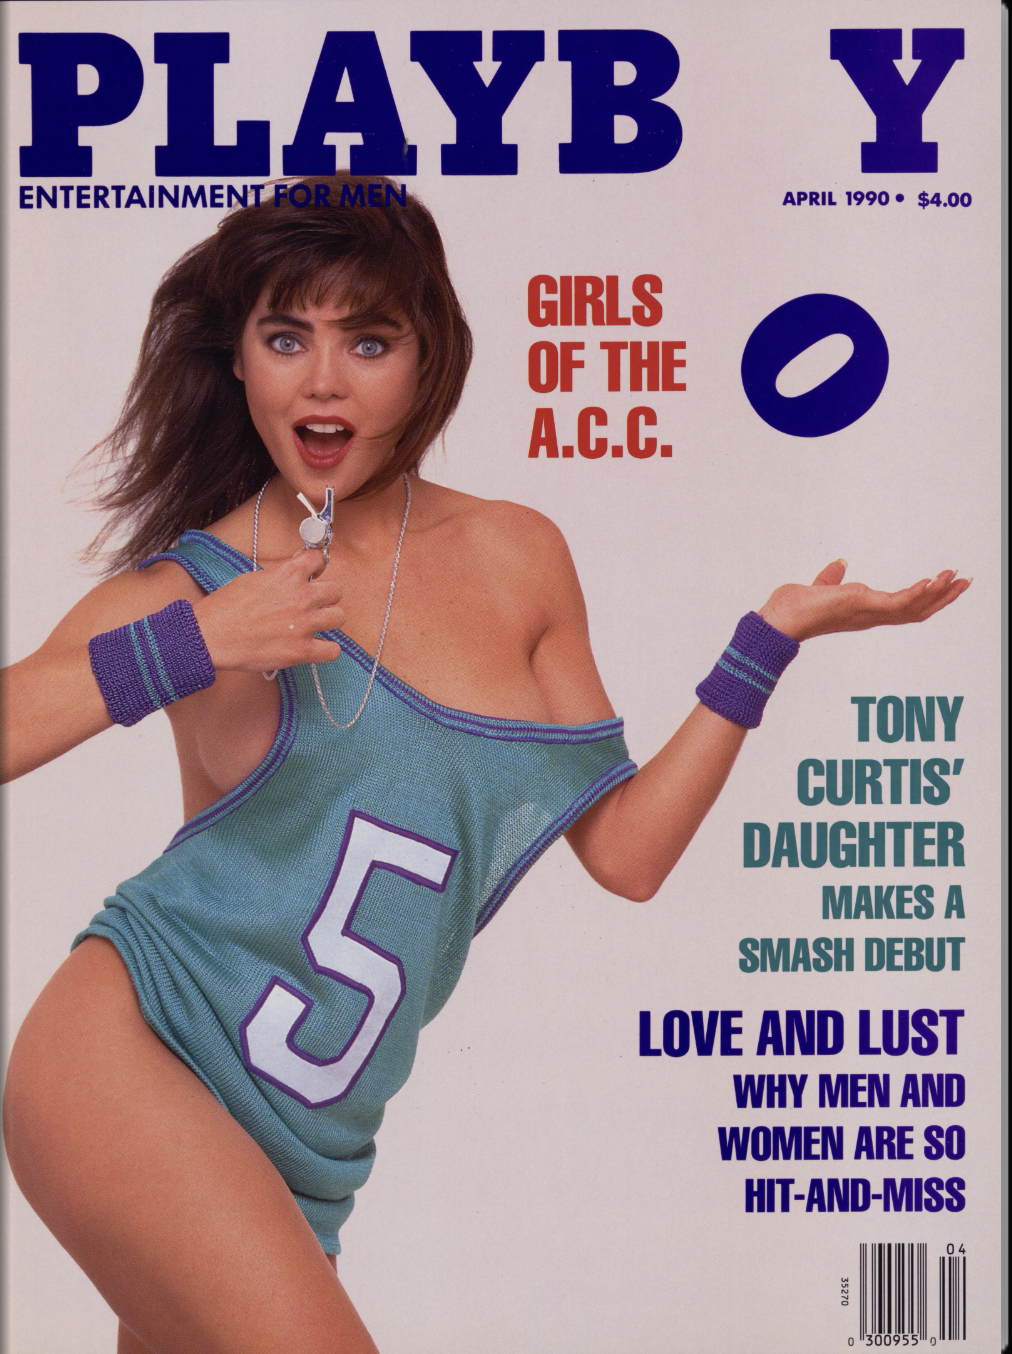 PLAYB Y
ENTERTAINMENT FOR MEN
APRIL 1990 • $4.00
GIRLS
OF THE
A.C.C.
O
5
TONY
CURTIS'
DAUGHTER
MAKES A
SMASH DEBUT
LOVE AND LUST
WHY MEN AND
WOMEN ARE SO
HIT-AND-MISS
04
35270
0 300955 0